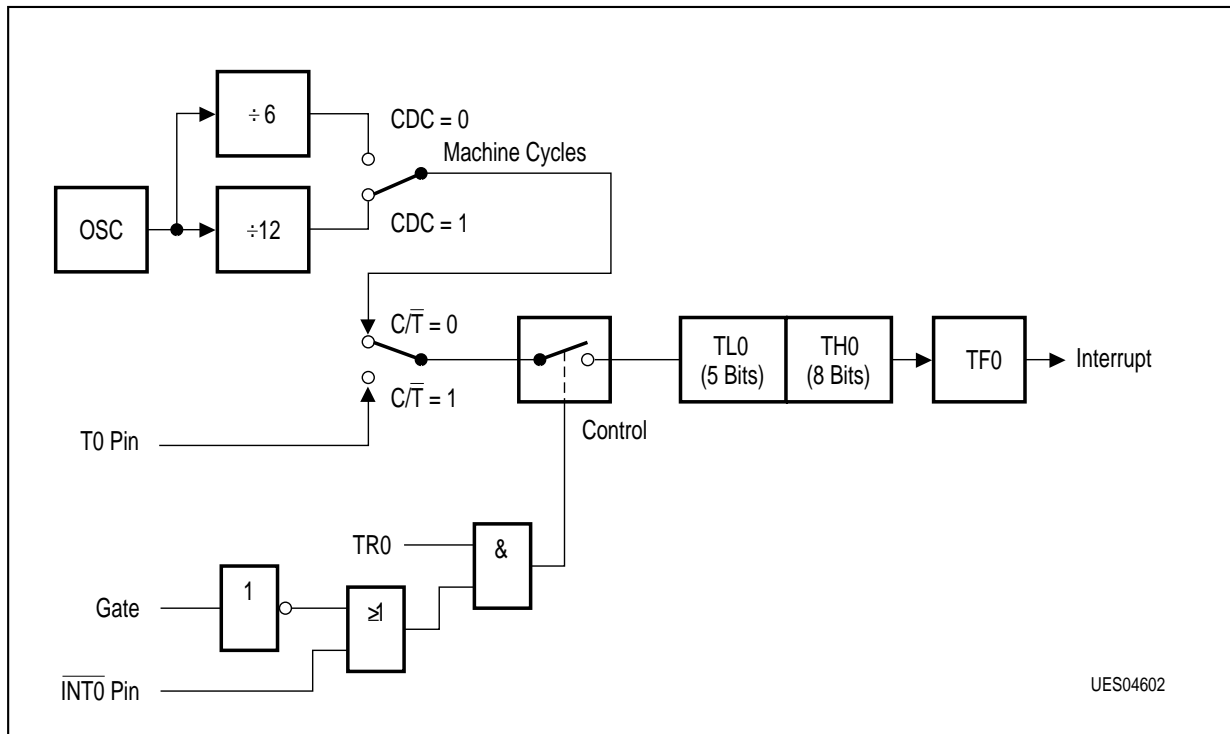 ÷ 6
CDC = 0
Machine Cycles
OSC
÷12
CDC = 1
C/T̅ = 0
TL0
(5 Bits)
TH0
(8 Bits)
TF0
Interrupt
C/T̅ = 1
T0 Pin
Control
TR0
&
Gate
1
≥1
I̅N̅T̅0̅ Pin
UES04602